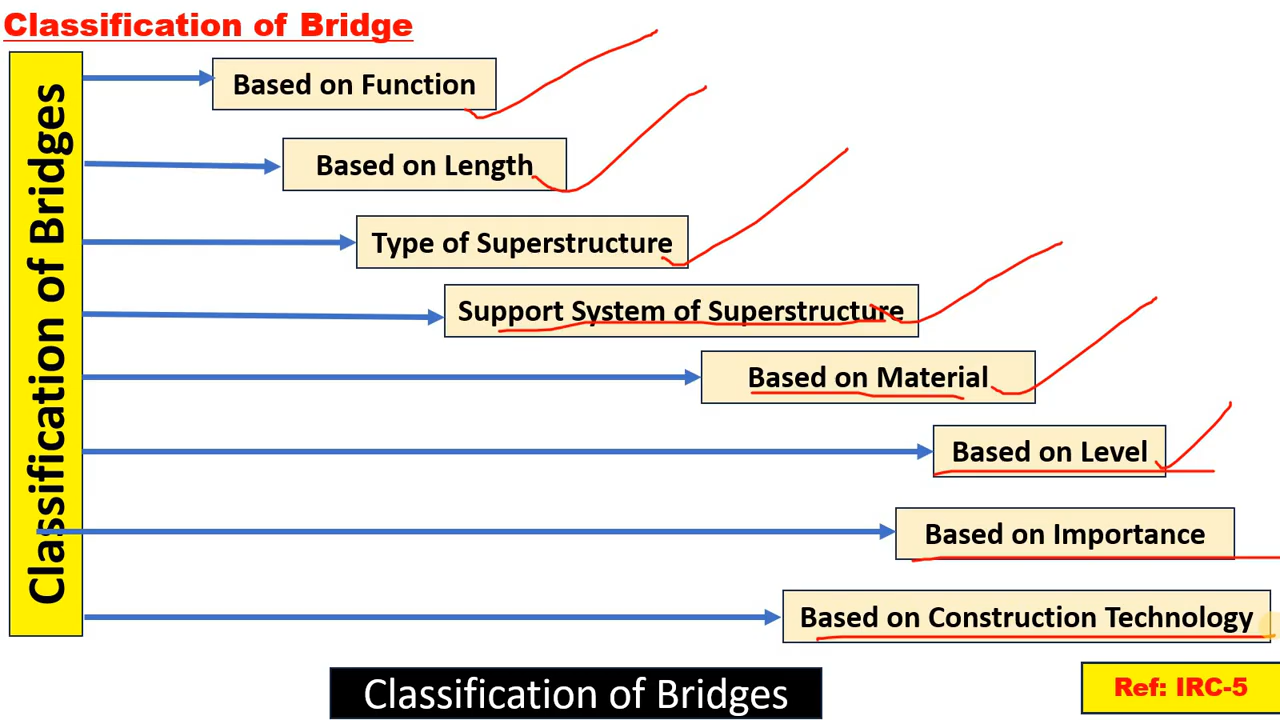 Classification of Bridge
Classification of Bridges
Based on Function
Based on Length
Type of Superstructure
Support System of Superstructure
Based on Material
Based on Level
Based on Importance
Based on Construction Technology
Classification of Bridges
Ref: IRC-5